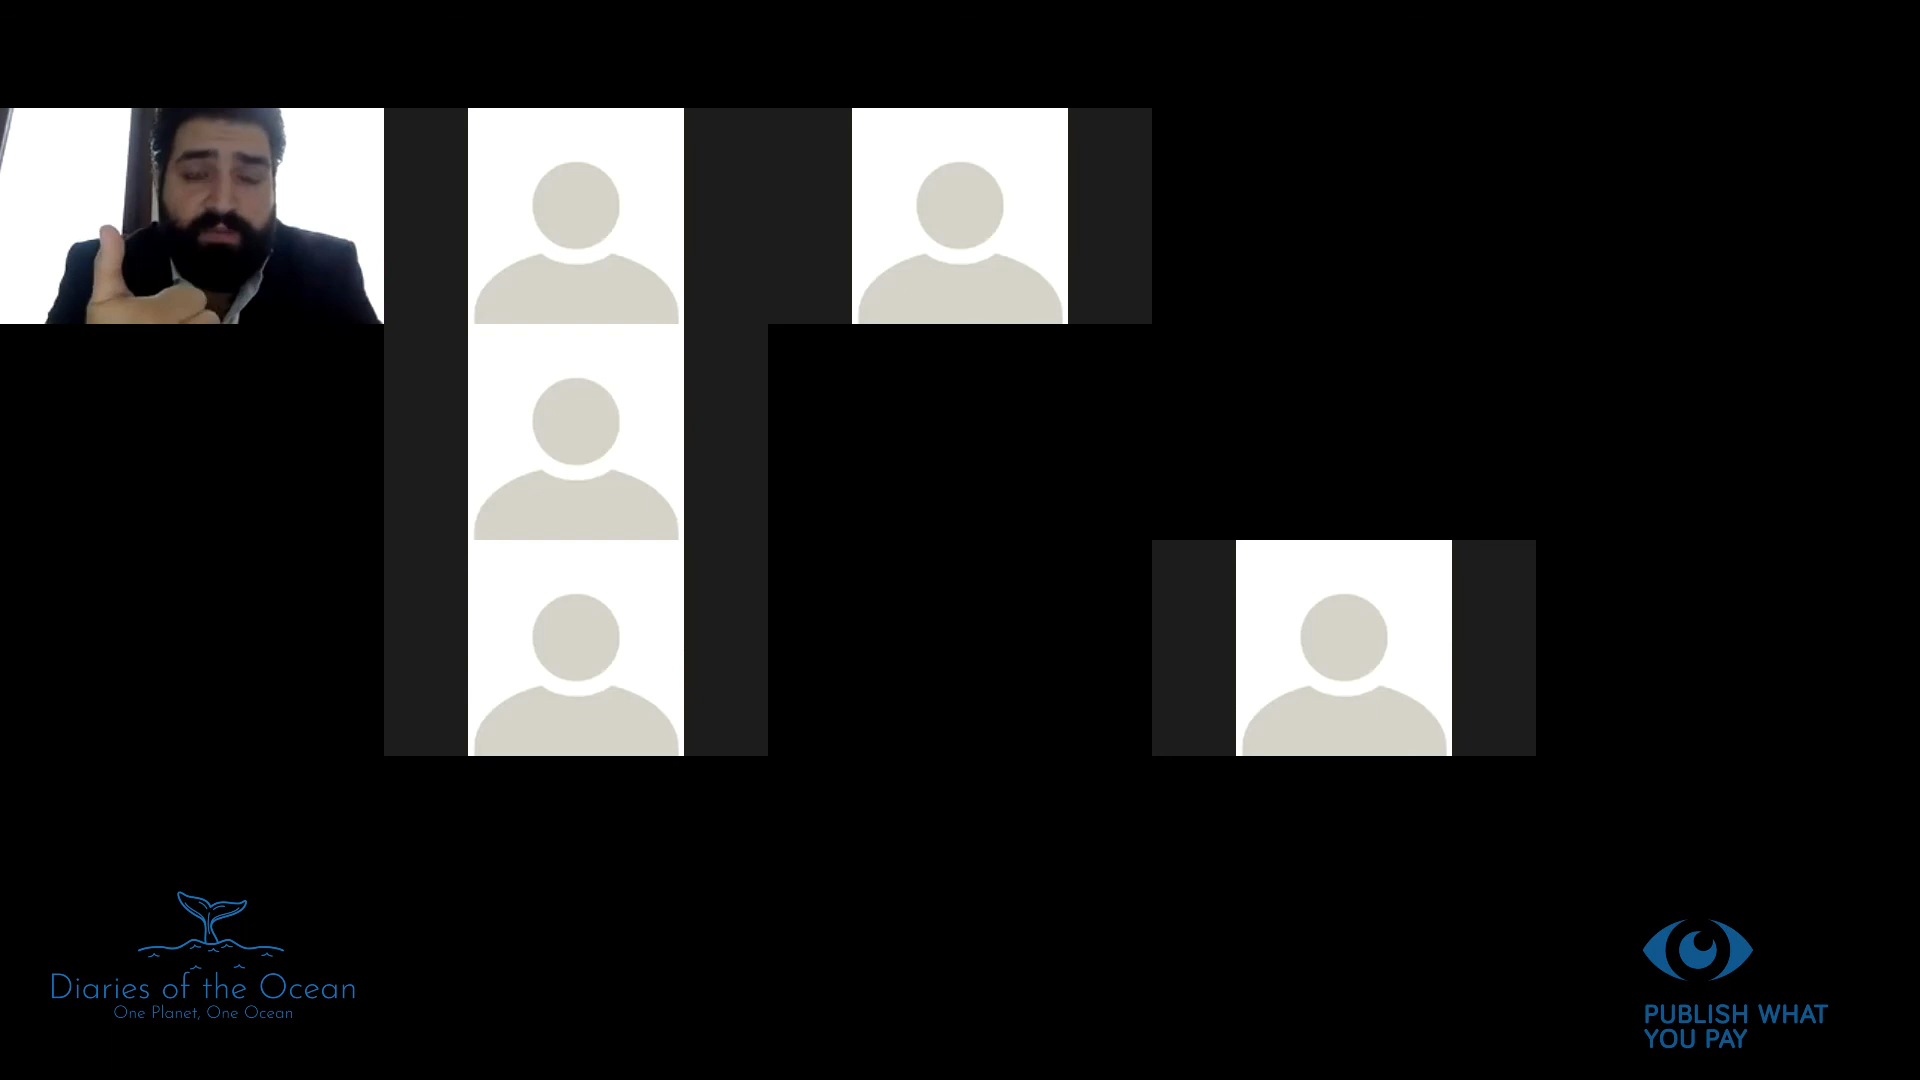 Diaries of the Ocean
One Planet, One Ocean
PUBLISH WHAT
YOU PAY